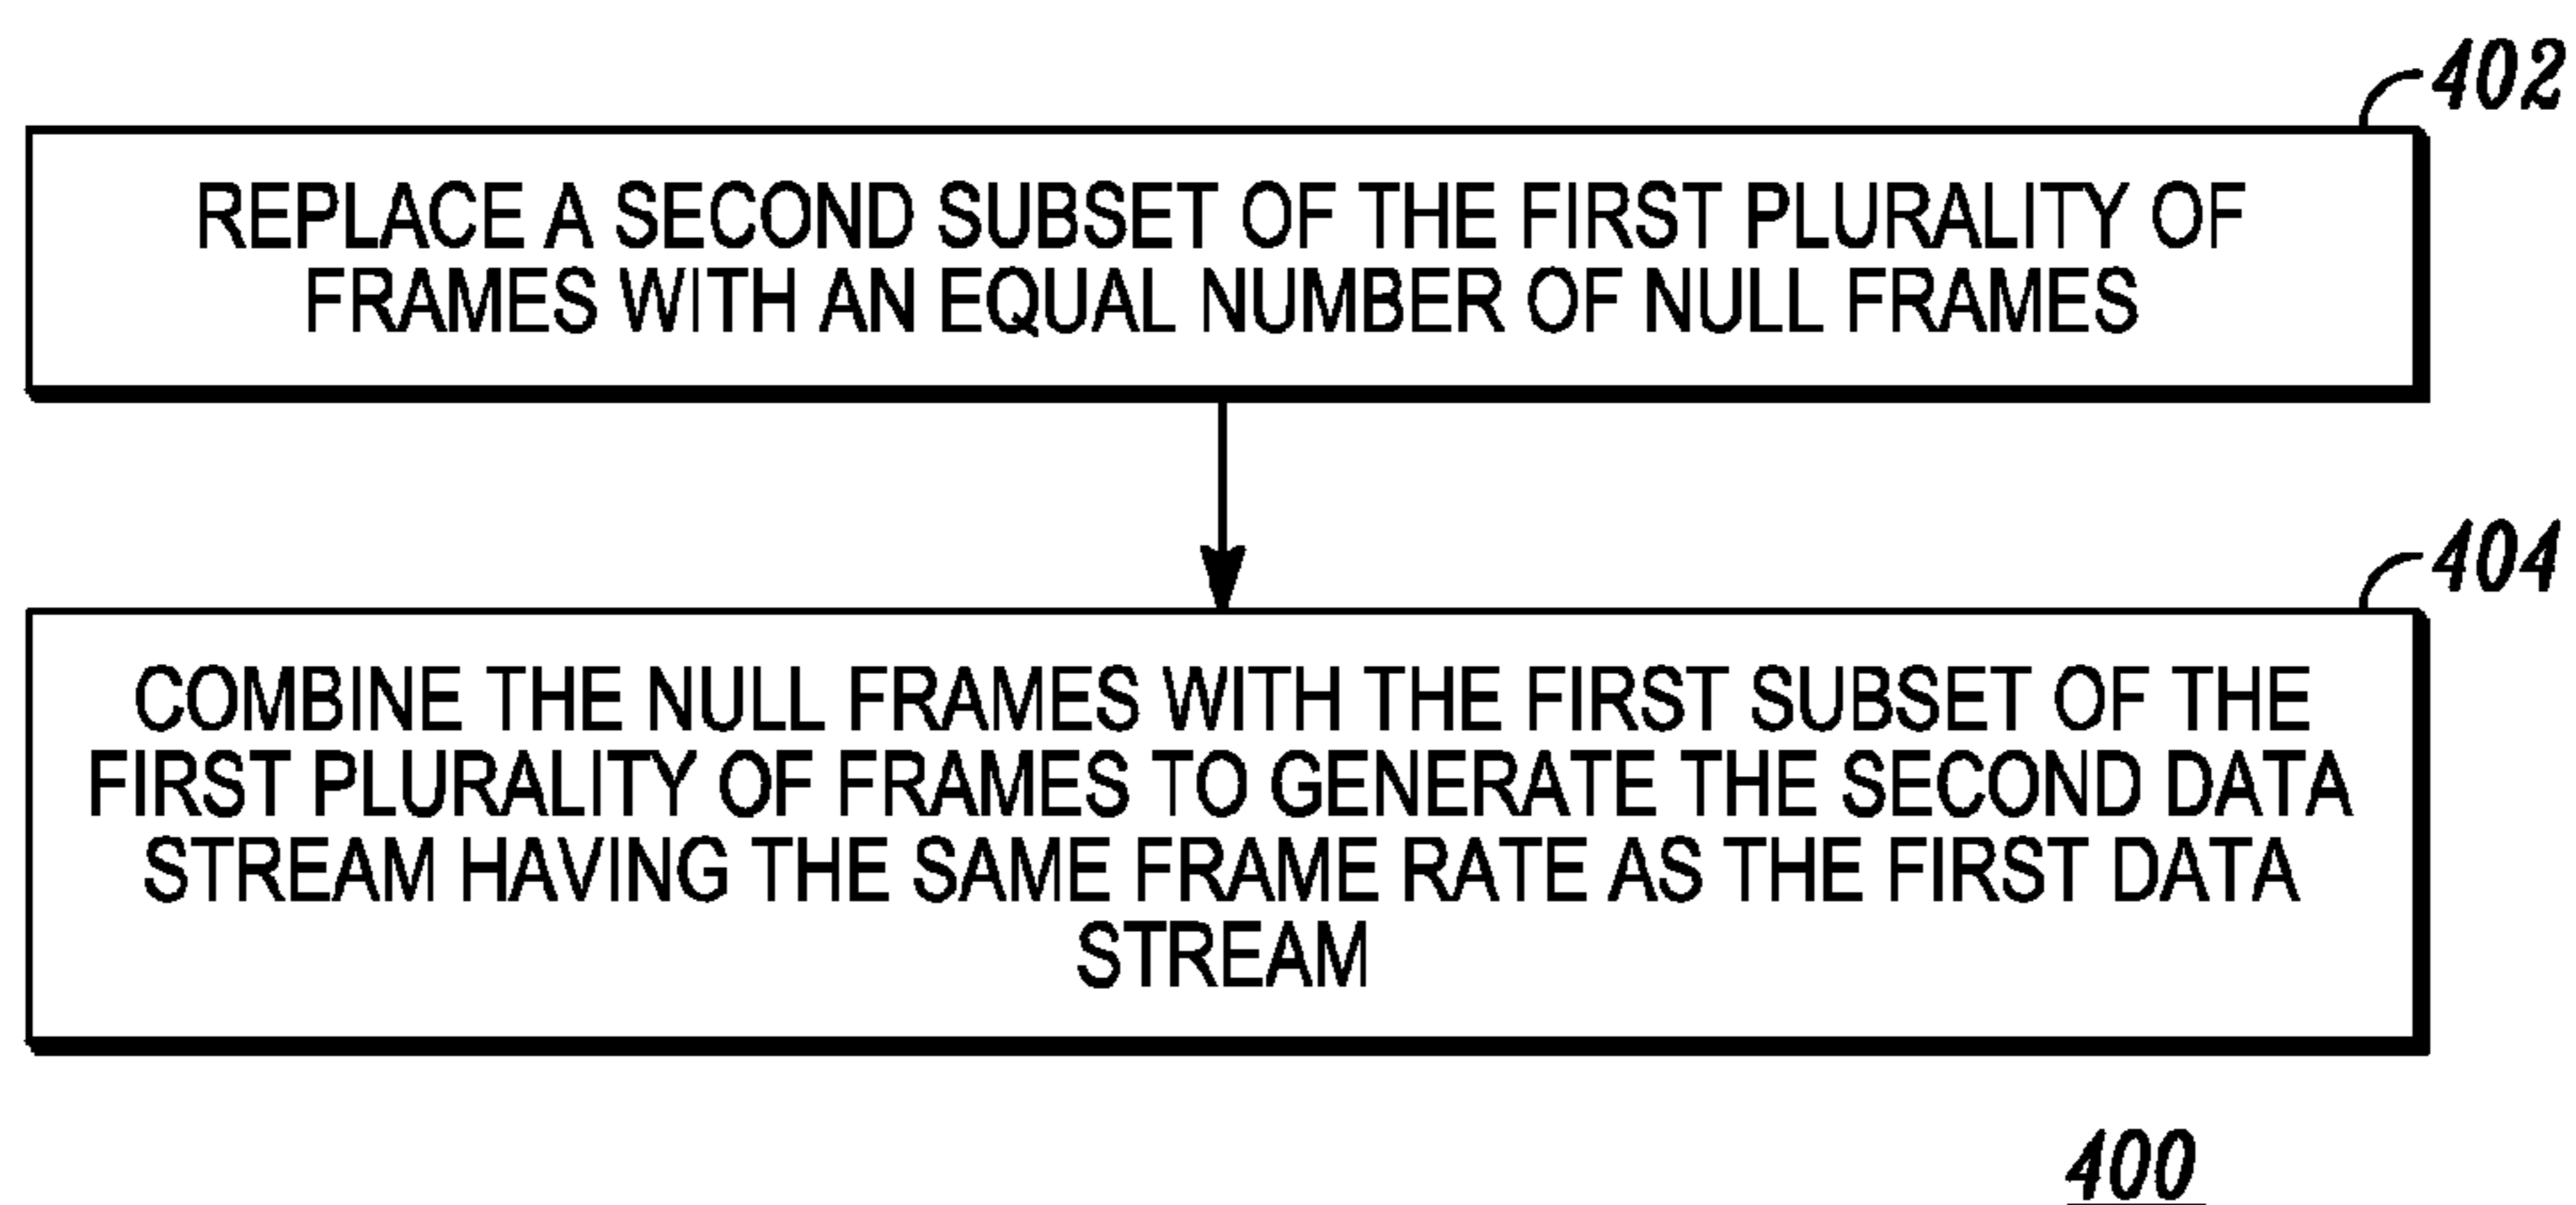 402
REPLACE A SECOND SUBSET OF THE FIRST PLURALITY OF
FRAMES WITH AN EQUAL NUMBER OF NULL FRAMES
404
COMBINE THE NULL FRAMES WITH THE FIRST SUBSET OF THE
FIRST PLURALITY OF FRAMES TO GENERATE THE SECOND DATA
STREAM HAVING THE SAME FRAME RATE AS THE FIRST DATA
STREAM
400